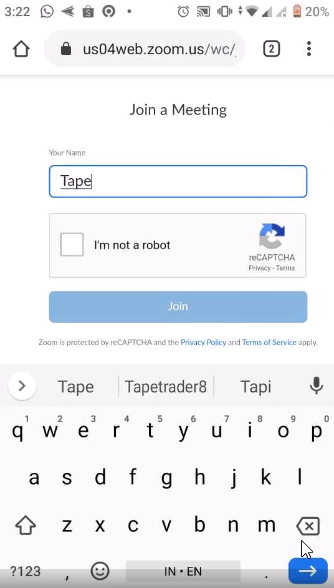 3:22 20%
us04web.zoom.us/wc/ 2
Join a Meeting
Your Name
Tape
I'm not a robot
reCAPTCHA
Privacy - Terms
Join
Zoom is protected by reCAPTCHA and the Privacy Policy and Terms of Service apply.
Tape Tapetrader8 Tapi
1 2 3 4 5 6 7 8 9 0
q w e r t y u i o p
a s d f g h j k l
z x c v b n m
?123 , IN • EN .